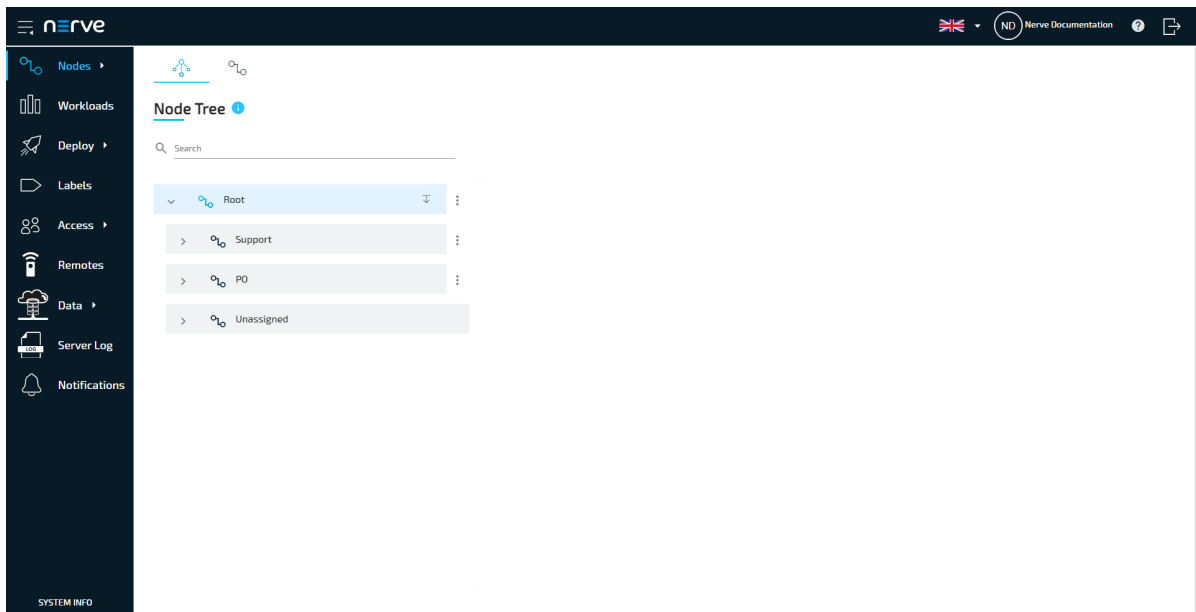 nerve
ND Nerve Documentation ?
Nodes
Workloads
Deploy
Labels
Access
Remotes
Data
LOG Server Log
Notifications
SYSTEM INFO
Node Tree i
Search
Root
Support
PO
Unassigned